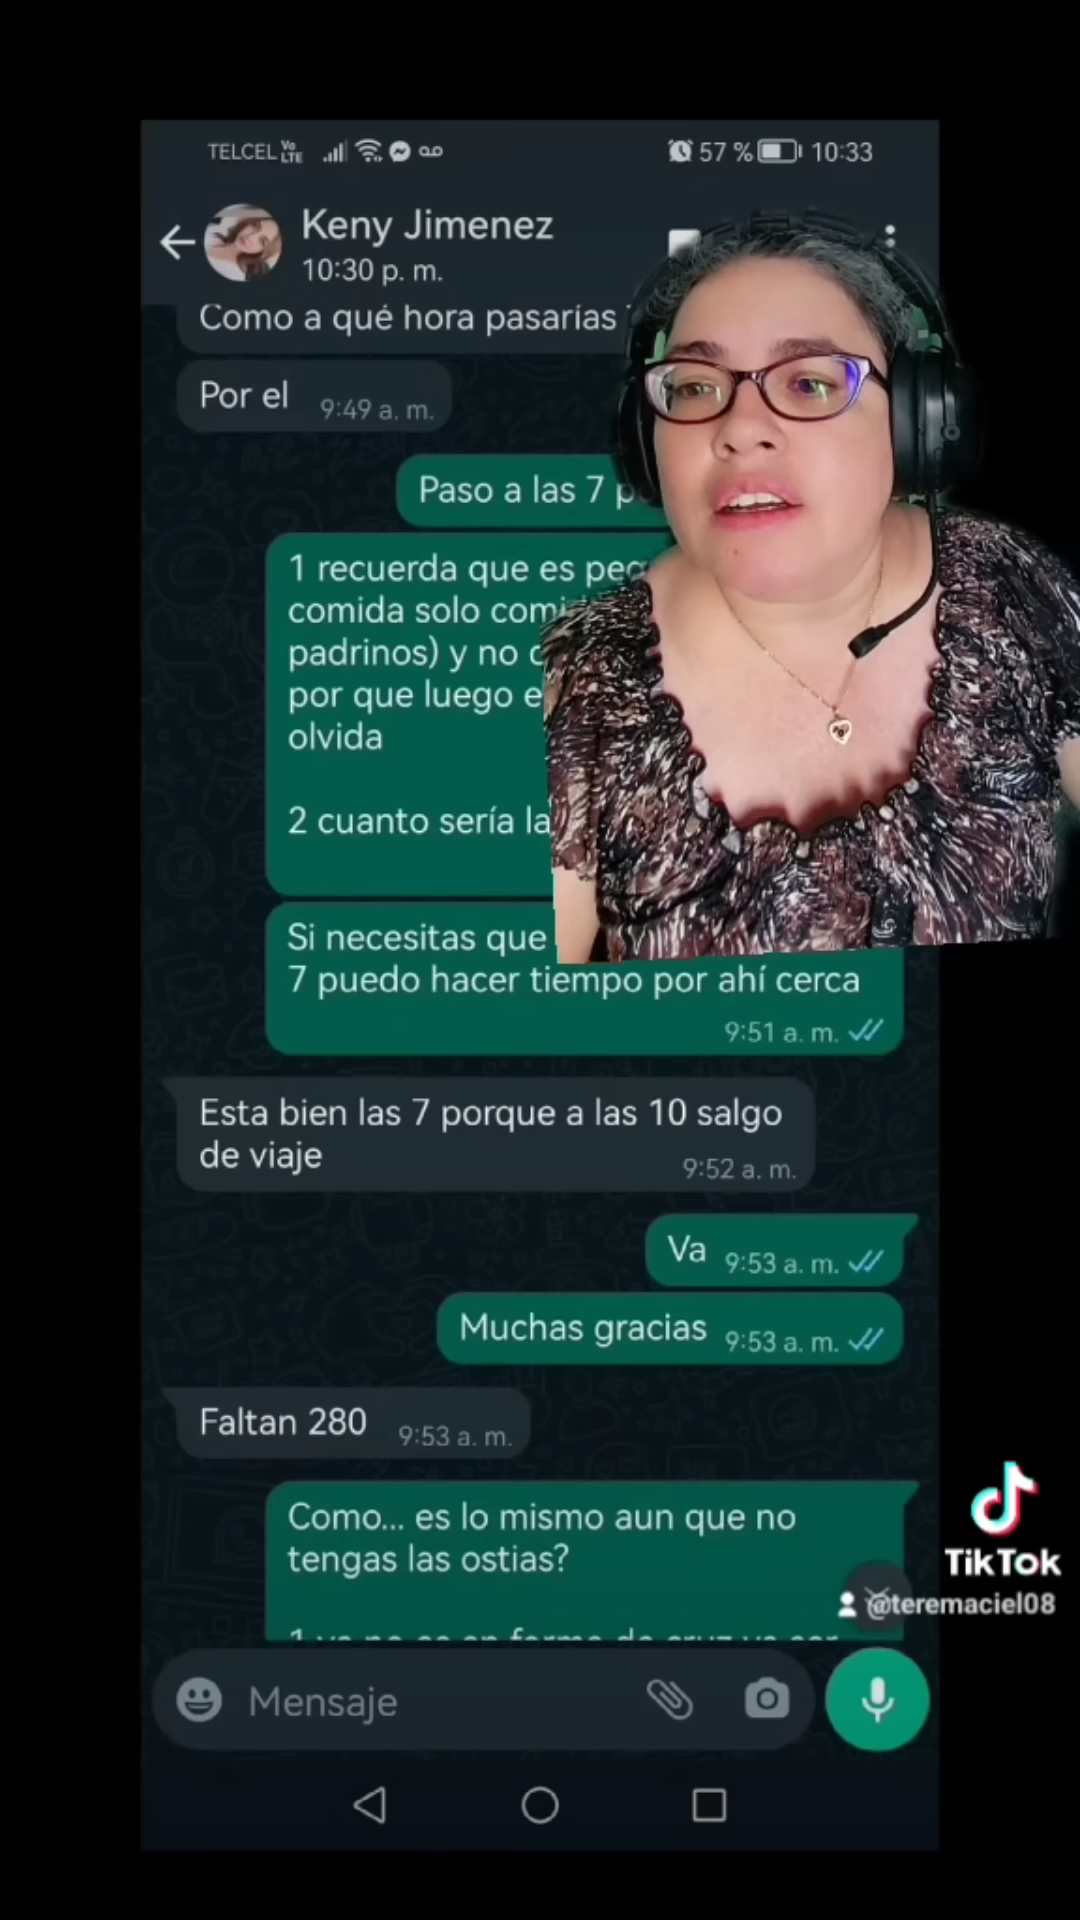 TELCEL Vo LTE 57 % 10:33
Keny Jimenez
10:30 p. m.
Como a qué hora pasarías
Por el 9:49 a. m.
Paso a las 7
1 recuerda que es
comida solo
padrinos) y no
por que luego
olvida
2 cuanto sería la
Si necesitas que
7 puedo hacer tiempo por ahí cerca
9:51 a. m.
Esta bien las 7 porque a las 10 salgo
de viaje
9:52 a. m.
Va 9:53 a. m.
Muchas gracias 9:53 a. m.
Faltan 280 9:53 a. m.
Como... es lo mismo aun que no
tengas las ostias?
TikTok
@teremaciel08
Mensaje